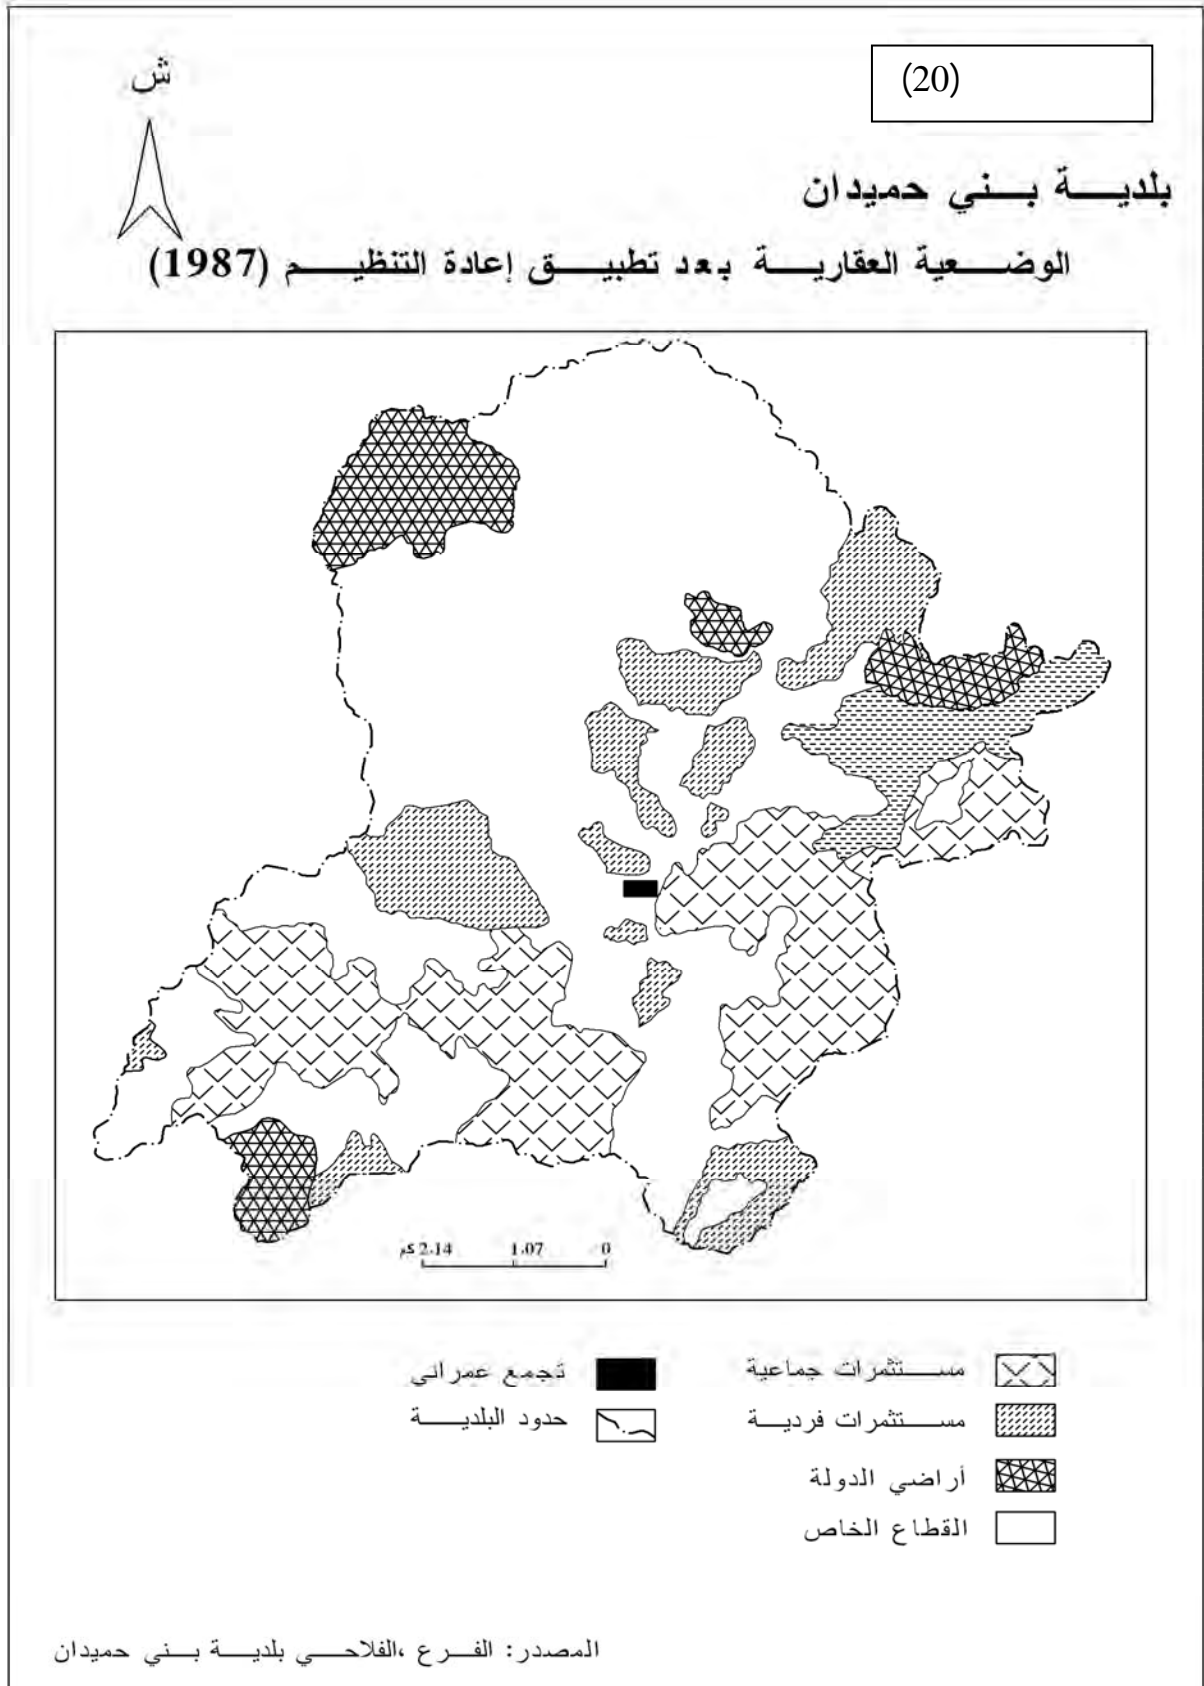 (20)
ش
بلدية بني حميدان
الوضعية العقارية بعد تطبيق إعادة التنظيم (1987)
0 1.07 2.14 كم
مستثمرات جماعية
مستثمرات فردية
أراضي الدولة
القطاع الخاص
تجمع عمراني
حدود البلدية
المصدر: الفرع ،الفلاحي بلدية بني حميدان